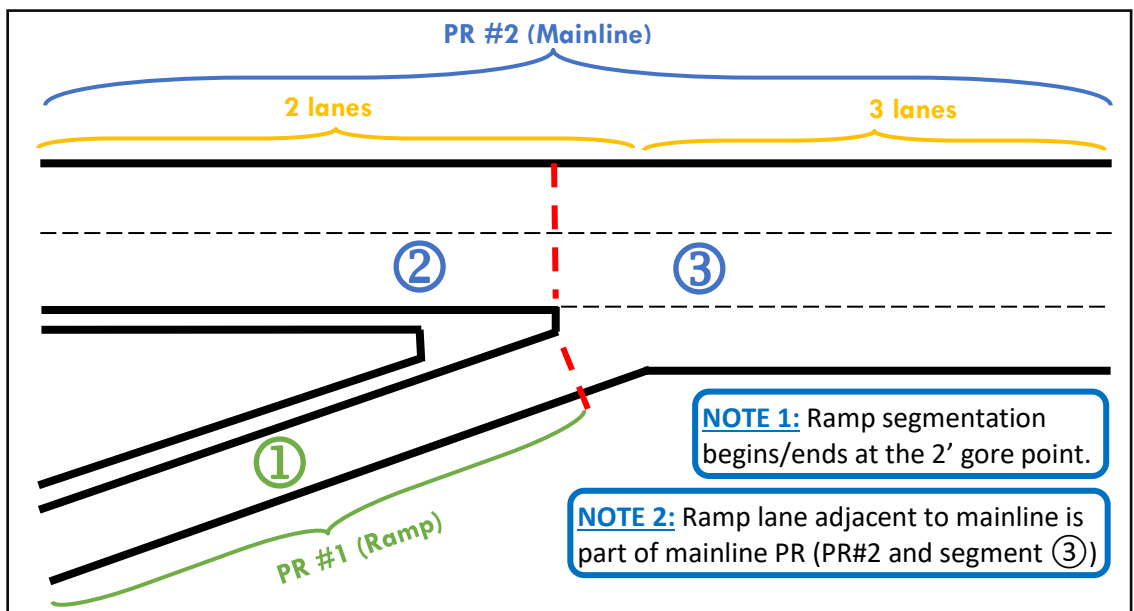 PR #2 (Mainline)
2 lanes
3 lanes
②
③
①
PR #1 (Ramp)
NOTE 1: Ramp segmentation
begins/ends at the 2’ gore point.
NOTE 2: Ramp lane adjacent to mainline is
part of mainline PR (PR#2 and segment ③)